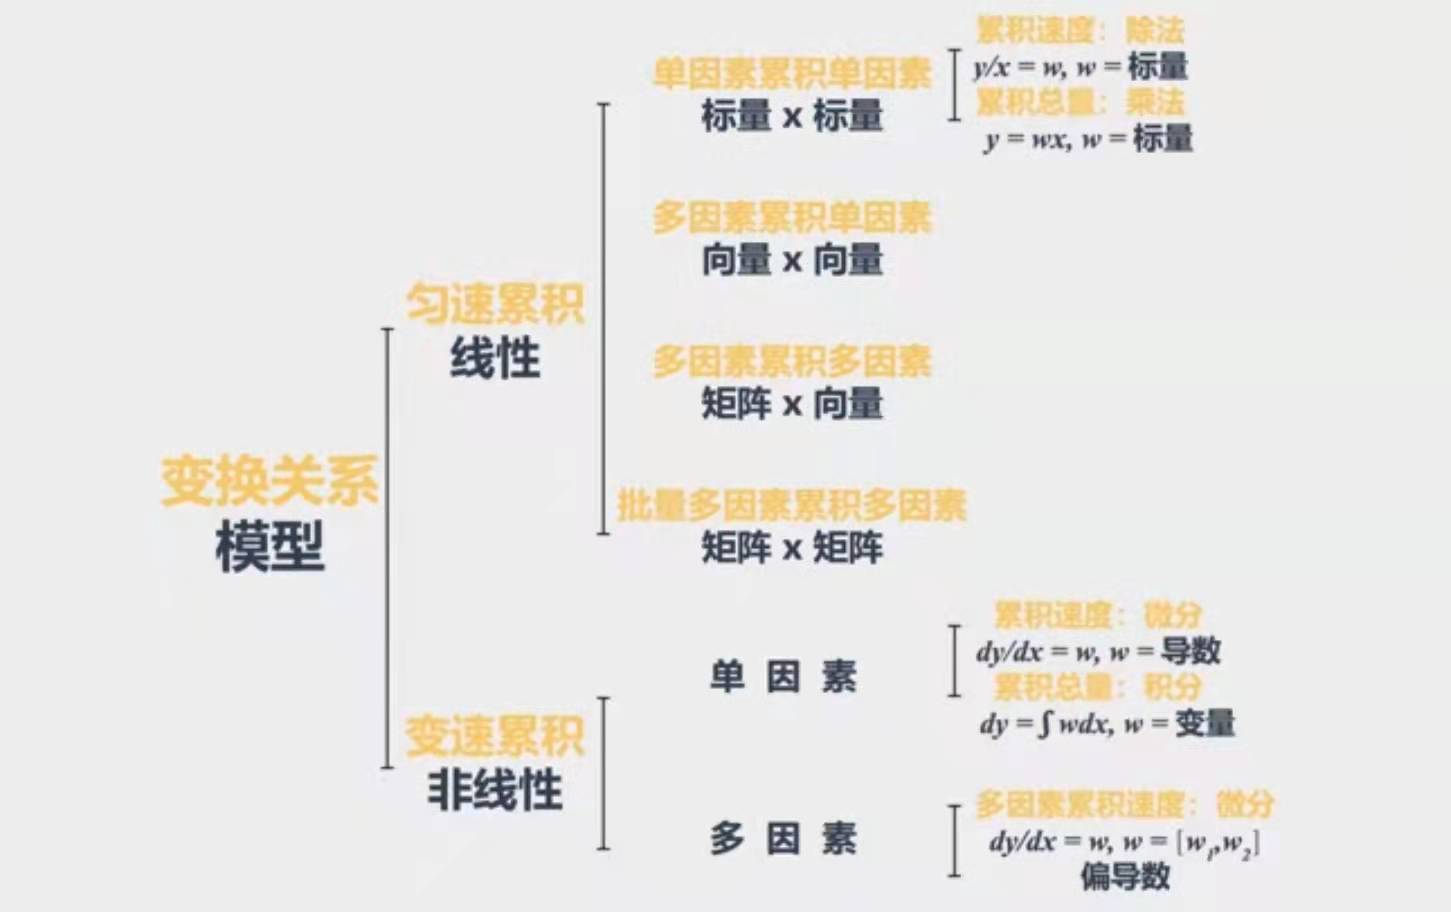 变换关系
模型
匀速累积
线性
单因素累积单因素
标量 x 标量
累积速度：除法
y/x = w, w = 标量
累积总量：乘法
y = wx, w = 标量
多因素累积单因素
向量 x 向量
多因素累积多因素
矩阵 x 向量
批量多因素累积多因素
矩阵 x 矩阵
变速累积
非线性
单 因 素
累积速度：微分
dy/dx = w, w = 导数
累积总量：积分
dy = ∫ wdx, w = 变量
多 因 素
多因素累积速度：微分
dy/dx = w, w = [w₁,w₂]
偏导数